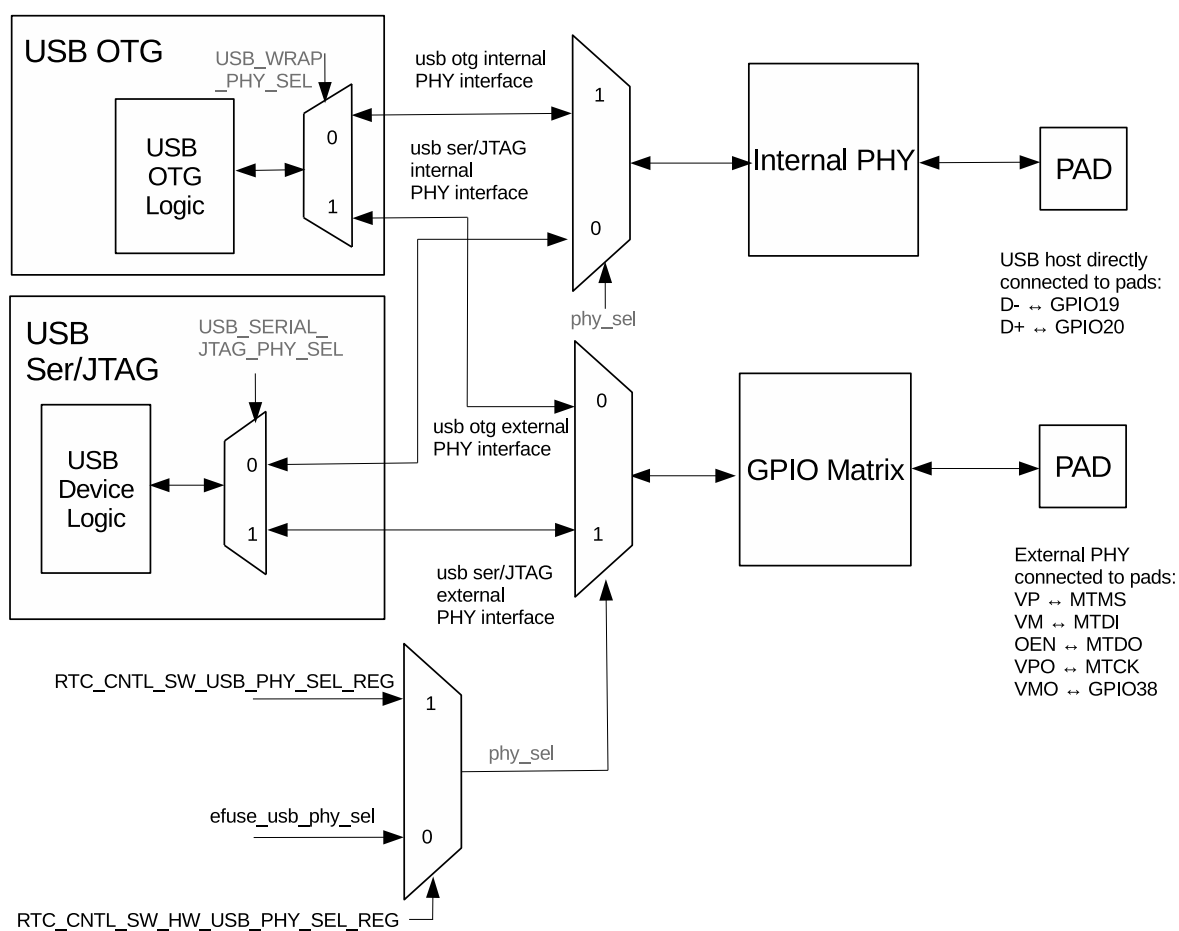 USB OTG
USB_WRAP
_PHY_SEL
USB
OTG
Logic
0
1
usb otg internal
PHY interface
usb ser/JTAG
internal
PHY interface
1
0
phy_sel
Internal PHY
PAD
USB host directly
connected to pads:
D- ↔ GPIO19
D+ ↔ GPIO20
USB
Ser/JTAG
USB_SERIAL_
JTAG_PHY_SEL
USB
Device
Logic
0
1
usb otg external
PHY interface
usb ser/JTAG
external
PHY interface
0
1
GPIO Matrix
PAD
External PHY
connected to pads:
VP ↔ MTMS
VM ↔ MTDI
OEN ↔ MTDO
VPO ↔ MTCK
VMO ↔ GPIO38
RTC_CNTL_SW_USB_PHY_SEL_REG
1
phy_sel
efuse_usb_phy_sel
0
RTC_CNTL_SW_HW_USB_PHY_SEL_REG